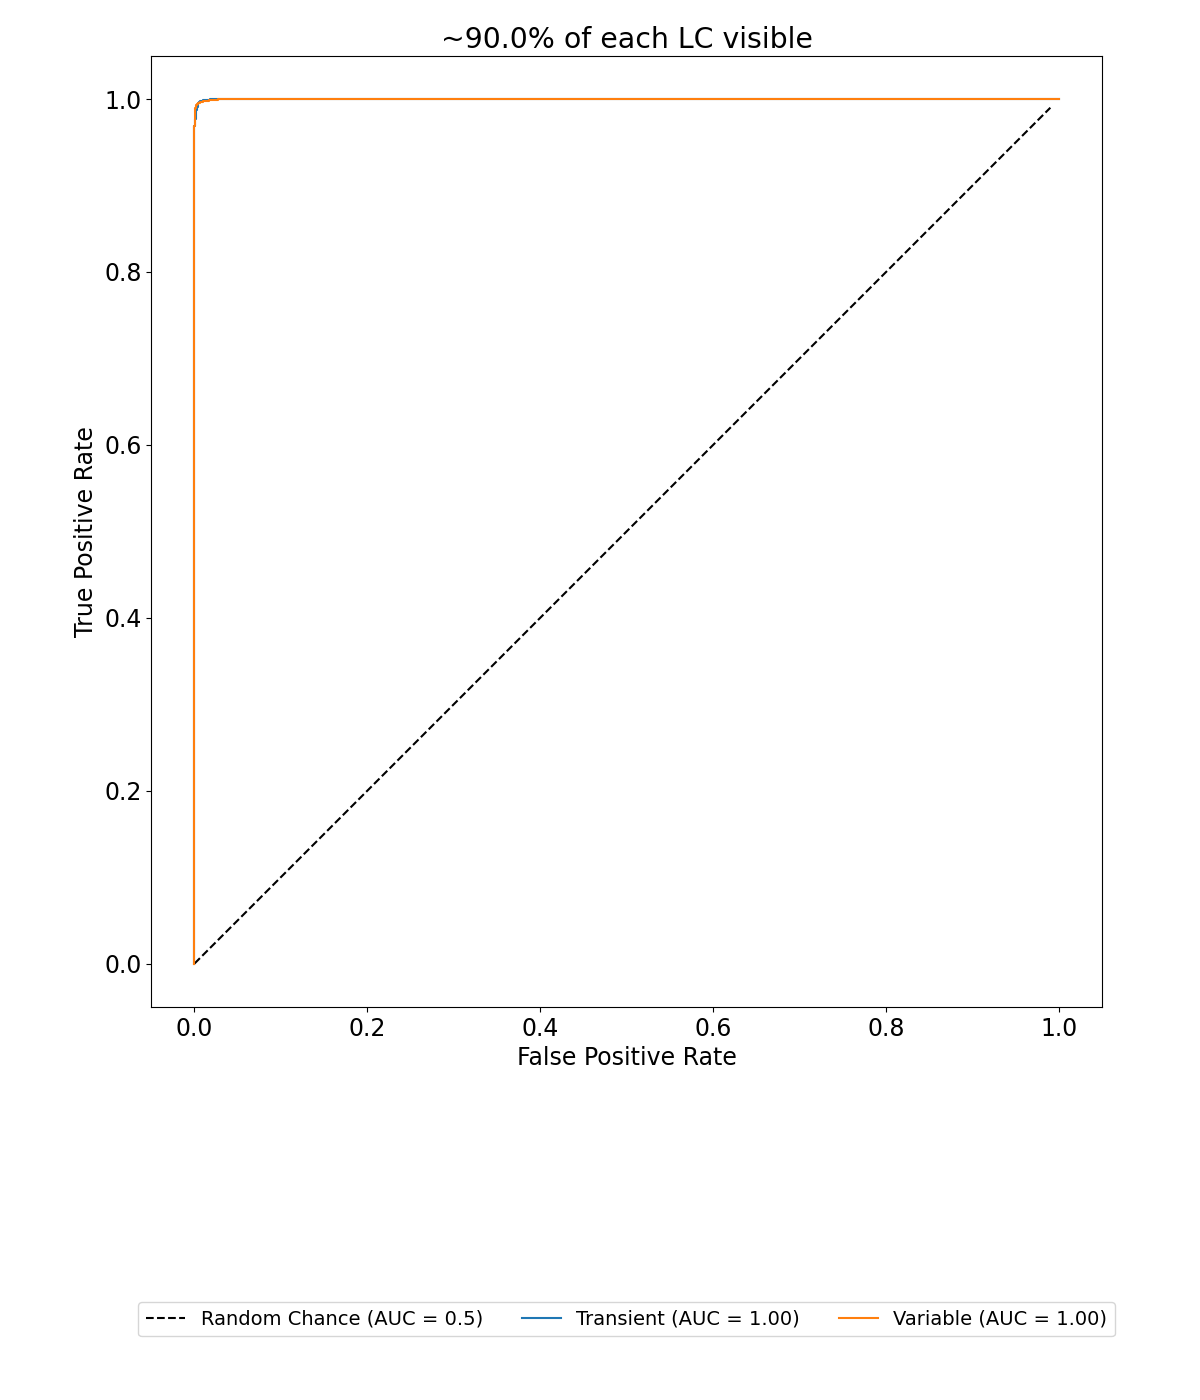 ~90.0% of each LC visible
1.0
0.8
0.6
0.4
0.2
0.0
True Positive Rate
0.0 0.2 0.4 0.6 0.8 1.0
False Positive Rate
Random Chance (AUC = 0.5) Transient (AUC = 1.00) Variable (AUC = 1.00)